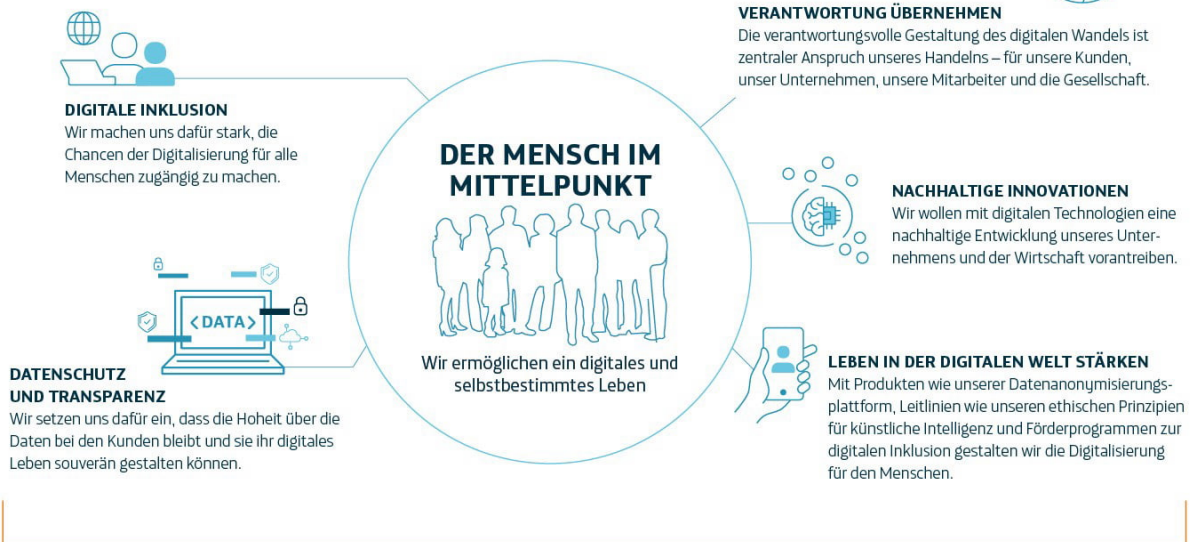 VERANTWORTUNG ÜBERNEHMEN
Die verantwortungsvolle Gestaltung des digitalen Wandels ist
zentraler Anspruch unseres Handelns – für unsere Kunden,
unser Unternehmen, unsere Mitarbeiter und die Gesellschaft.
DIGITALE INKLUSION
Wir machen uns dafür stark, die
Chancen der Digitalisierung für alle
Menschen zugängig zu machen.
DER MENSCH IM
MITTELPUNKT
Wir ermöglichen ein digitales und
selbstbestimmtes Leben
NACHHALTIGE INNOVATIONEN
Wir wollen mit digitalen Technologien eine
nachhaltige Entwicklung unseres Unter-
nehmens und der Wirtschaft vorantreiben.
<DATA>
DATENSCHUTZ
UND TRANSPARENZ
Wir setzen uns dafür ein, dass die Hoheit über die
Daten bei den Kunden bleibt und sie ihr digitales
Leben souverän gestalten können.
LEBEN IN DER DIGITALEN WELT STÄRKEN
Mit Produkten wie unserer Datenanonymisierungs-
plattform, Leitlinien wie unseren ethischen Prinzipien
für künstliche Intelligenz und Förderprogrammen zur
digitalen Inklusion gestalten wir die Digitalisierung
für den Menschen.